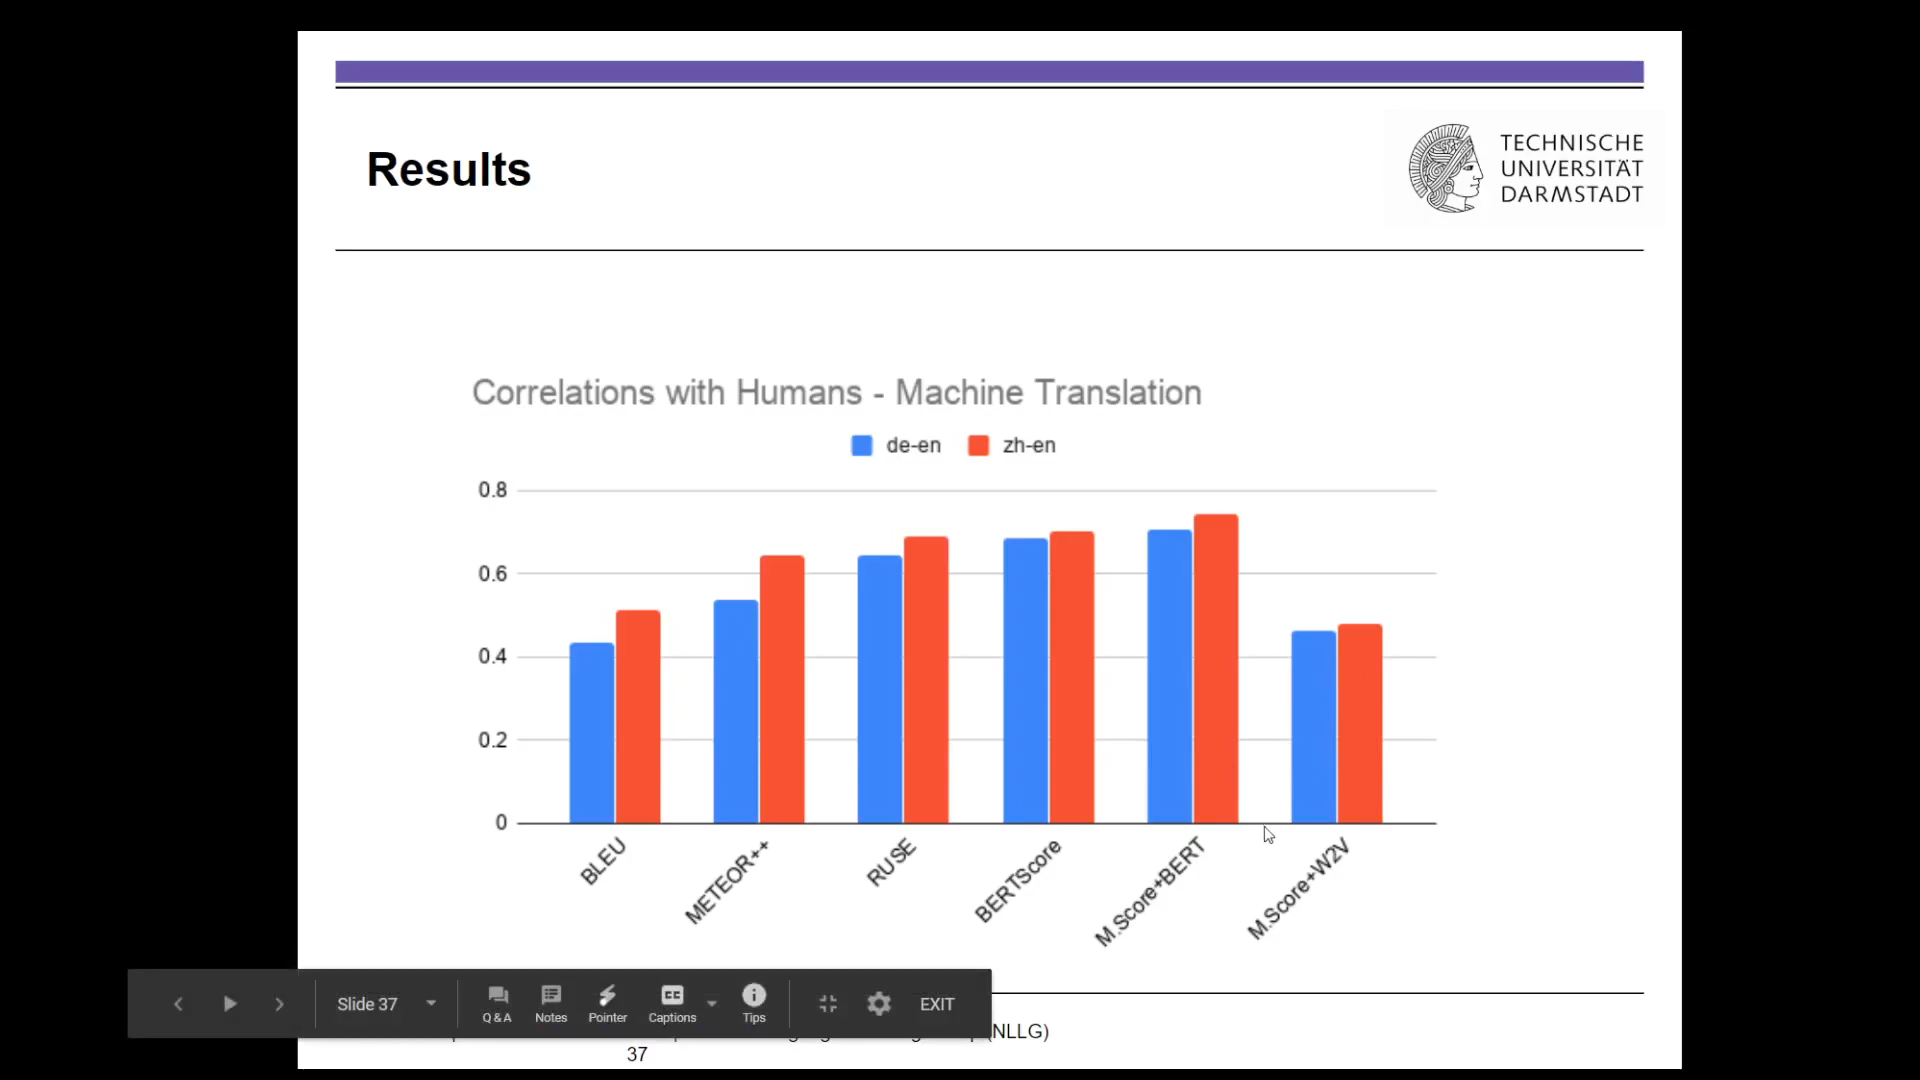 Results
TECHNISCHE
UNIVERSITÄT
DARMSTADT
Correlations with Humans - Machine Translation
de-en zh-en
0.8
0.6
0.4
0.2
0
BLEU
METEOR++
RUSE
BERTScore
M.Score+BERT
M.Score+W2V
Slide 37
Q & A
Notes
Pointer
CC
Captions
Tips
EXIT
(NLLG)
37